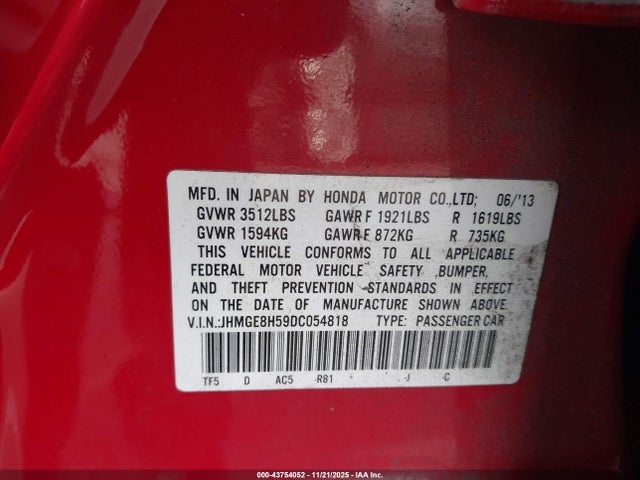 MFD. IN JAPAN BY HONDA MOTOR CO.,LTD; 06/'13
GVWR 3512LBS GAWR F 1921LBS R 1619LBS
GVWR 1594KG GAWR F 872KG R 735KG
THIS VEHICLE CONFORMS TO ALL APPLICABLE
FEDERAL MOTOR VEHICLE SAFETY ,BUMPER,
AND THEFT PREVENTION STANDARDS IN EFFECT
ON THE DATE OF MANUFACTURE SHOWN ABOVE.
V.I.N.:JHMGE8H59DC054818 TYPE: PASSENGER CAR
TF5 D AC5 -R81 - J C
000-43754052 11/21/2025 IAA Inc.